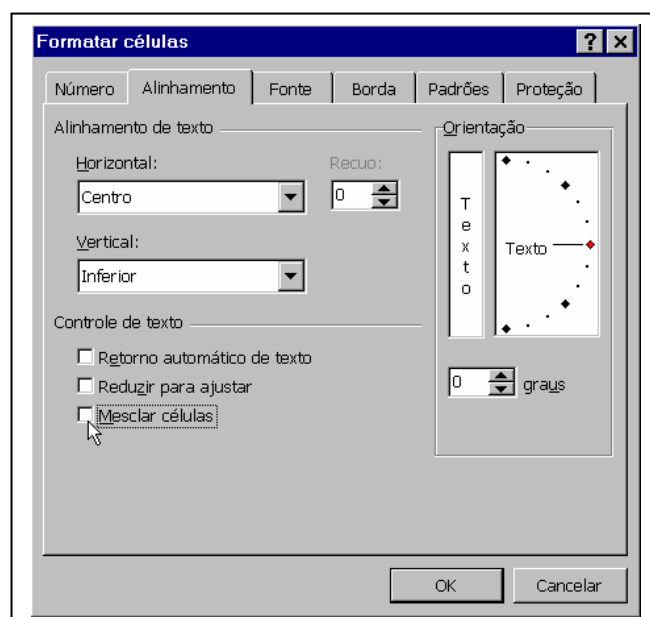 Formatar células
Número Alinhamento Fonte Borda Padrões Proteção
Alinhamento de texto
Horizontal: Recuo:
Centro 0
Vertical:
Inferior
Controle de texto
Retorno automático de texto
Reduzir para ajustar
Mesclar células
Orientação
T
e
x
t
o
Texto
0 graus
OK Cancelar